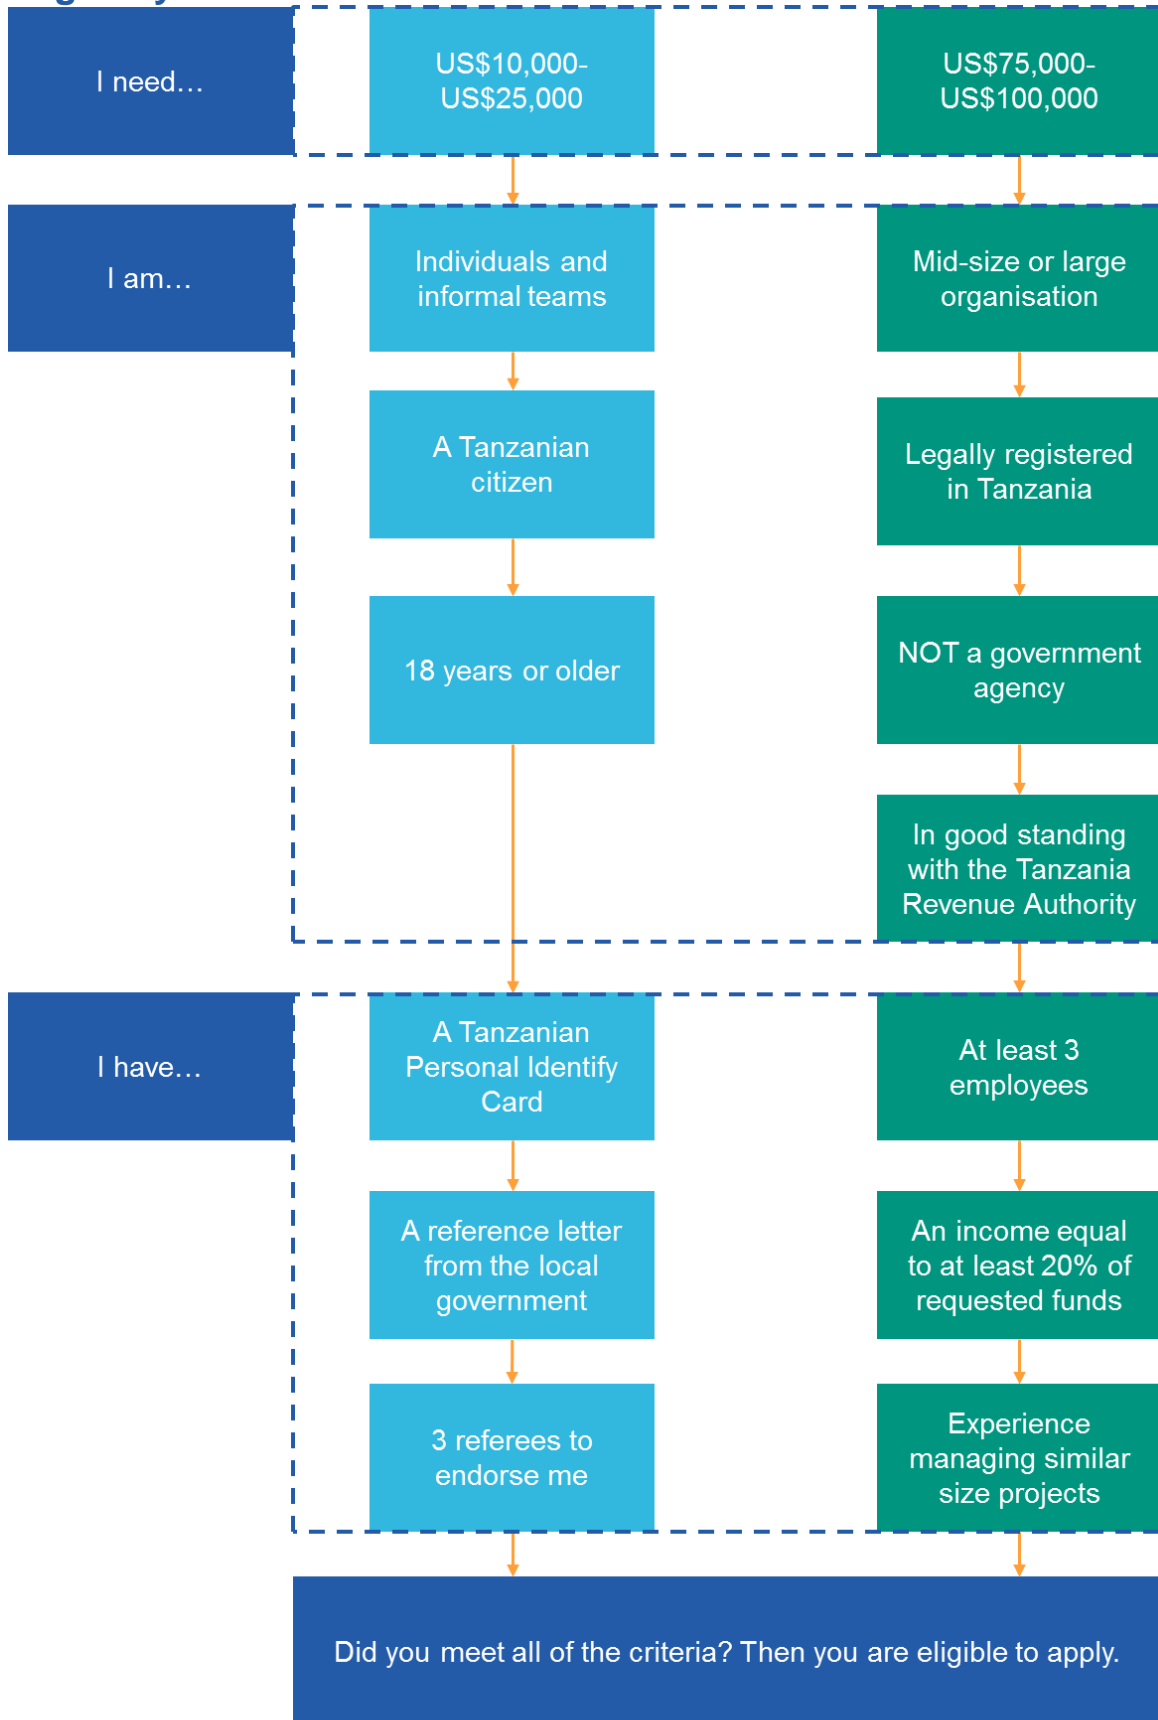 I need…
US$10,000-
US$25,000
US$75,000-
US$100,000
I am…
Individuals and
informal teams
Mid-size or large
organisation
A Tanzanian
citizen
Legally registered
in Tanzania
18 years or older
NOT a government
agency
In good standing
with the Tanzania
Revenue Authority
I have…
A Tanzanian
Personal Identify
Card
At least 3
employees
A reference letter
from the local
government
An income equal
to at least 20% of
requested funds
3 referees to
endorse me
Experience
managing similar
size projects
Did you meet all of the criteria? Then you are eligible to apply.